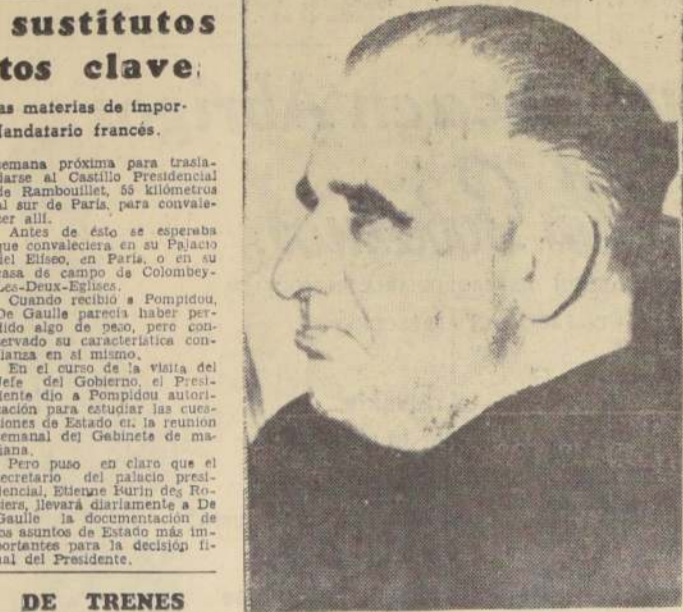 sustitutos
tos clave
as materias de impor-
andatario francés.
emana próxima para trasla-
darse al Castillo Presidencial
de Rambouillet, 55 kilómetros
al sur de París, para convale-
cer allí.
Antes de ésto se esperaba
que convaleciera en su Palacio
del Elíseo, en París, o en su
casa de campo de Colombey-
Les-Deux-Eglises.
Cuando recibió a Pompidou,
De Gaulle parecía haber per-
dido algo de peso, pero con-
servado su característica con-
fianza en sí mismo.
En el curso de la visita del
Jefe del Gobierno, el Presi-
dente dio a Pompidou autori-
zación para estudiar las cues-
tiones de Estado en la reunión
semanal del Gabinete de ma-
ñana.
Pero puso en claro que el
secretario del palacio presi-
dencial, Etienne Burin des Ro-
siers, llevará diariamente a De
Gaulle la documentación de
los asuntos de Estado más im-
portantes para la decisión fi-
nal del Presidente.
DE TRENES